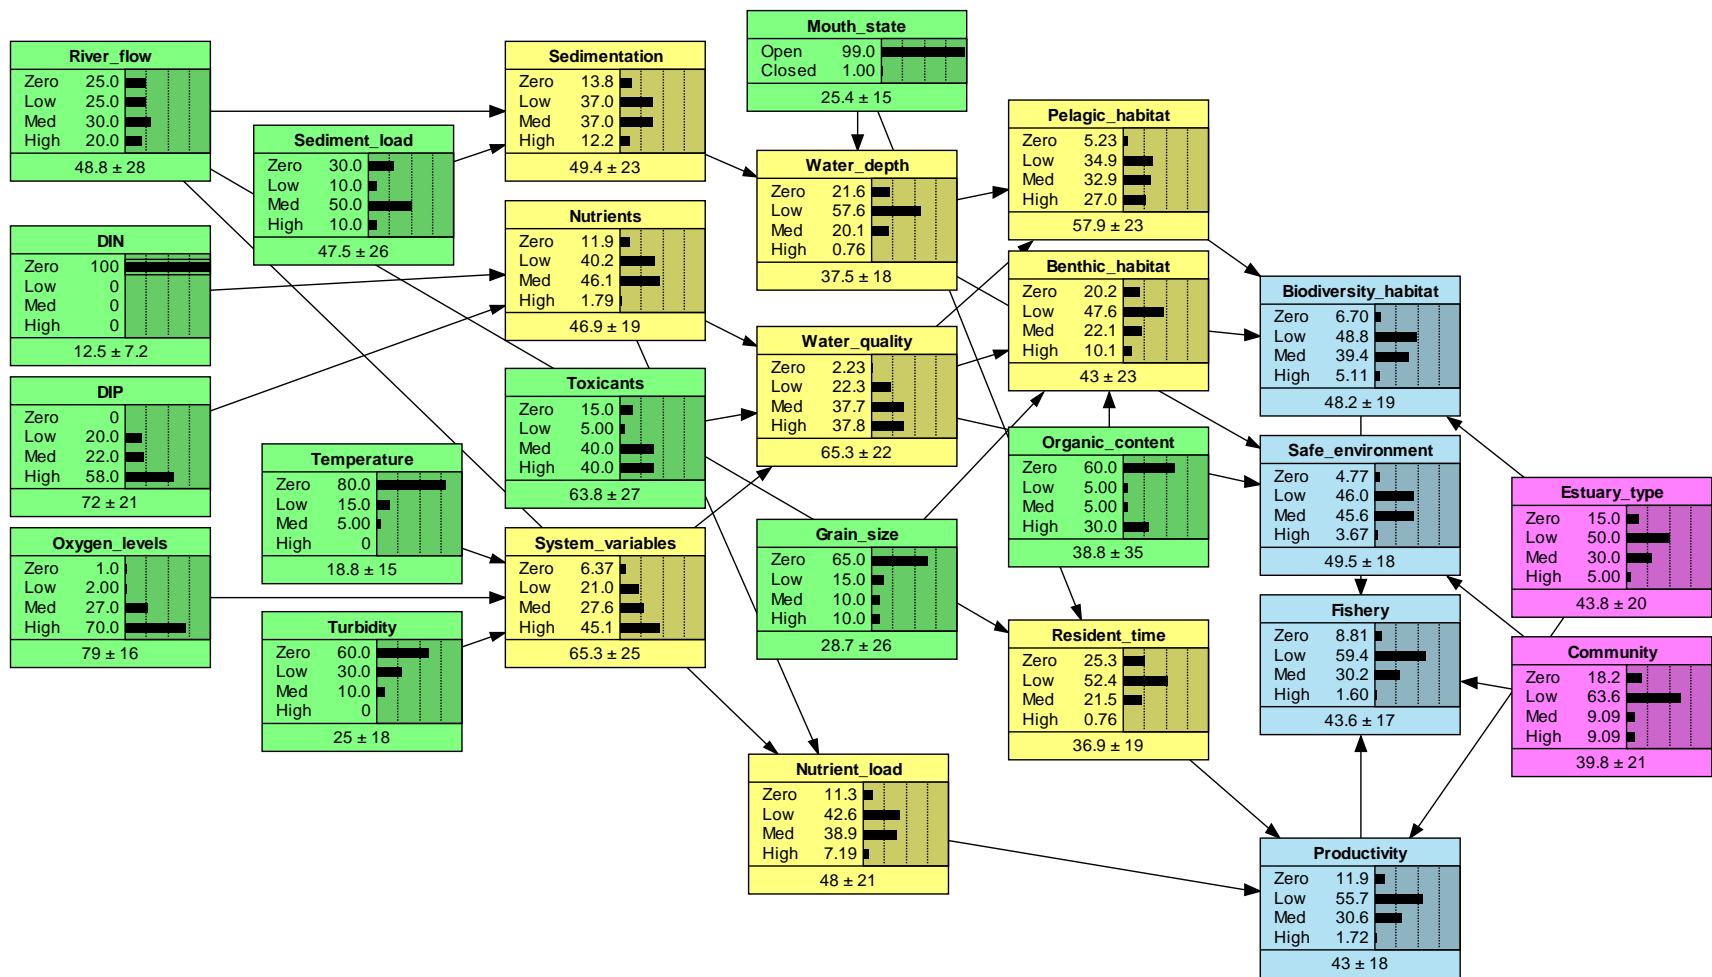 Mouth_state
Open 99.0
Closed 1.00
25.4 ± 15
River_flow
Zero 25.0
Low 25.0
Med 30.0
High 20.0
48.8 ± 28
Sediment_load
Zero 30.0
Low 10.0
Med 50.0
High 10.0
47.5 ± 26
Sedimentation
Zero 13.8
Low 37.0
Med 37.0
High 12.2
49.4 ± 23
Water_depth
Zero 21.6
Low 57.6
Med 20.1
High 0.76
37.5 ± 18
Pelagic_habitat
Zero 5.23
Low 34.9
Med 32.9
High 27.0
57.9 ± 23
DIN
Zero 100
Low 0
Med 0
High 0
12.5 ± 7.2
Nutrients
Zero 11.9
Low 40.2
Med 46.1
High 1.79
46.9 ± 19
Benthic_habitat
Zero 20.2
Low 47.6
Med 22.1
High 10.1
43 ± 23
Biodiversity_habitat
Zero 6.70
Low 48.8
Med 39.4
High 5.11
48.2 ± 19
Water_quality
Zero 2.23
Low 22.3
Med 37.7
High 37.8
65.3 ± 22
DIP
Zero 0
Low 20.0
Med 22.0
High 58.0
72 ± 21
Toxicants
Zero 15.0
Low 5.00
Med 40.0
High 40.0
63.8 ± 27
Temperature
Zero 80.0
Low 15.0
Med 5.00
High 0
18.8 ± 15
Organic_content
Zero 60.0
Low 5.00
Med 5.00
High 30.0
38.8 ± 35
Safe_environment
Zero 4.77
Low 46.0
Med 45.6
High 3.67
49.5 ± 18
Estuary_type
Zero 15.0
Low 50.0
Med 30.0
High 5.00
43.8 ± 20
Oxygen_levels
Zero 1.0
Low 2.00
Med 27.0
High 70.0
79 ± 16
System_variables
Zero 6.37
Low 21.0
Med 27.6
High 45.1
65.3 ± 25
Grain_size
Zero 65.0
Low 15.0
Med 10.0
High 10.0
28.7 ± 26
Turbidity
Zero 60.0
Low 30.0
Med 10.0
High 0
25 ± 18
Resident_time
Zero 25.3
Low 52.4
Med 21.5
High 0.76
36.9 ± 19
Fishery
Zero 8.81
Low 59.4
Med 30.2
High 1.60
43.6 ± 17
Community
Zero 18.2
Low 63.6
Med 9.09
High 9.09
39.8 ± 21
Nutrient_load
Zero 11.3
Low 42.6
Med 38.9
High 7.19
48 ± 21
Productivity
Zero 11.9
Low 55.7
Med 30.6
High 1.72
43 ± 18